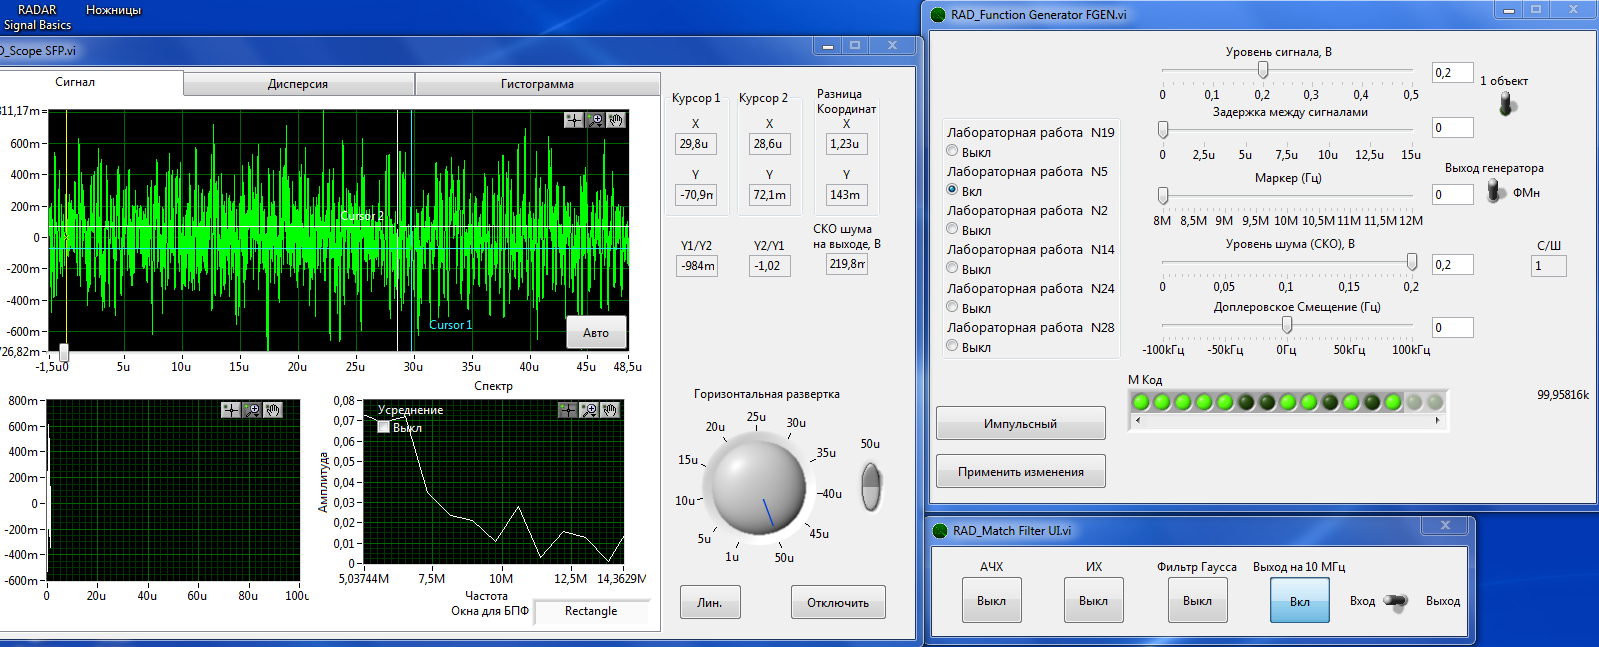 RADAR
Signal Basics
Ножницы
D_Scope SFP.vi
Сигнал
Дисперсия
Гистограмма
811,17m
600m
400m
200m
0
-200m
-400m
-600m
726,82m
Cursor 2
Cursor 1
Авто
-1,5u
0
5u
10u
15u
20u
25u
30u
35u
40u
45u
48,5u
Спектр
800m
600m
400m
200m
0
-200m
-400m
-600m
0
20u
40u
60u
80u
100u
Усреднение
Выкл
0,08
0,07
0,06
0,05
0,04
0,03
0,02
0,01
0
Амплитуда
5,03744M
7,5M
10M
12,5M
14,3629M
Частота
Окна для БПФ
Rectangle
Курсор 1
Курсор 2
Разница
Координат
X
X
X
29,8u
28,6u
1,23u
Y
Y
Y
-70,9m
72,1m
143m
Y1/Y2
Y2/Y1
СКО шума
на выходе, В
-984m
-1,02
219,8m
Горизонтальная развертка
1u
5u
10u
15u
20u
25u
30u
35u
40u
45u
50u
50u
Лин.
Отключить
RAD_Function Generator FGEN.vi
Лабораторная работа N19
Выкл
Лабораторная работа N5
Вкл
Лабораторная работа N2
Выкл
Лабораторная работа N14
Выкл
Лабораторная работа N24
Выкл
Лабораторная работа N28
Выкл
Импульсный
Применить изменения
Уровень сигнала, В
0,2
0
0,1
0,2
0,3
0,4
0,5
1 объект
Задержка между сигналами
0
0
2,5u
5u
7,5u
10u
12,5u
15u
Маркер (Гц)
0
8M
8,5M
9M
9,5M
10M
10,5M
11M
11,5M
12M
Выход генератора
ФМн
Уровень шума (СКО), В
0,2
0
0,05
0,1
0,15
0,2
С/Ш
1
Доплеровское Смещение (Гц)
0
-100кГц
-50кГц
0Гц
50кГц
100кГц
М Код
99,95816k
RAD_Match Filter UI.vi
АЧХ
ИХ
Фильтр Гаусса
Выход на 10 МГц
Выкл
Выкл
Выкл
Вкл
Вход
Выход